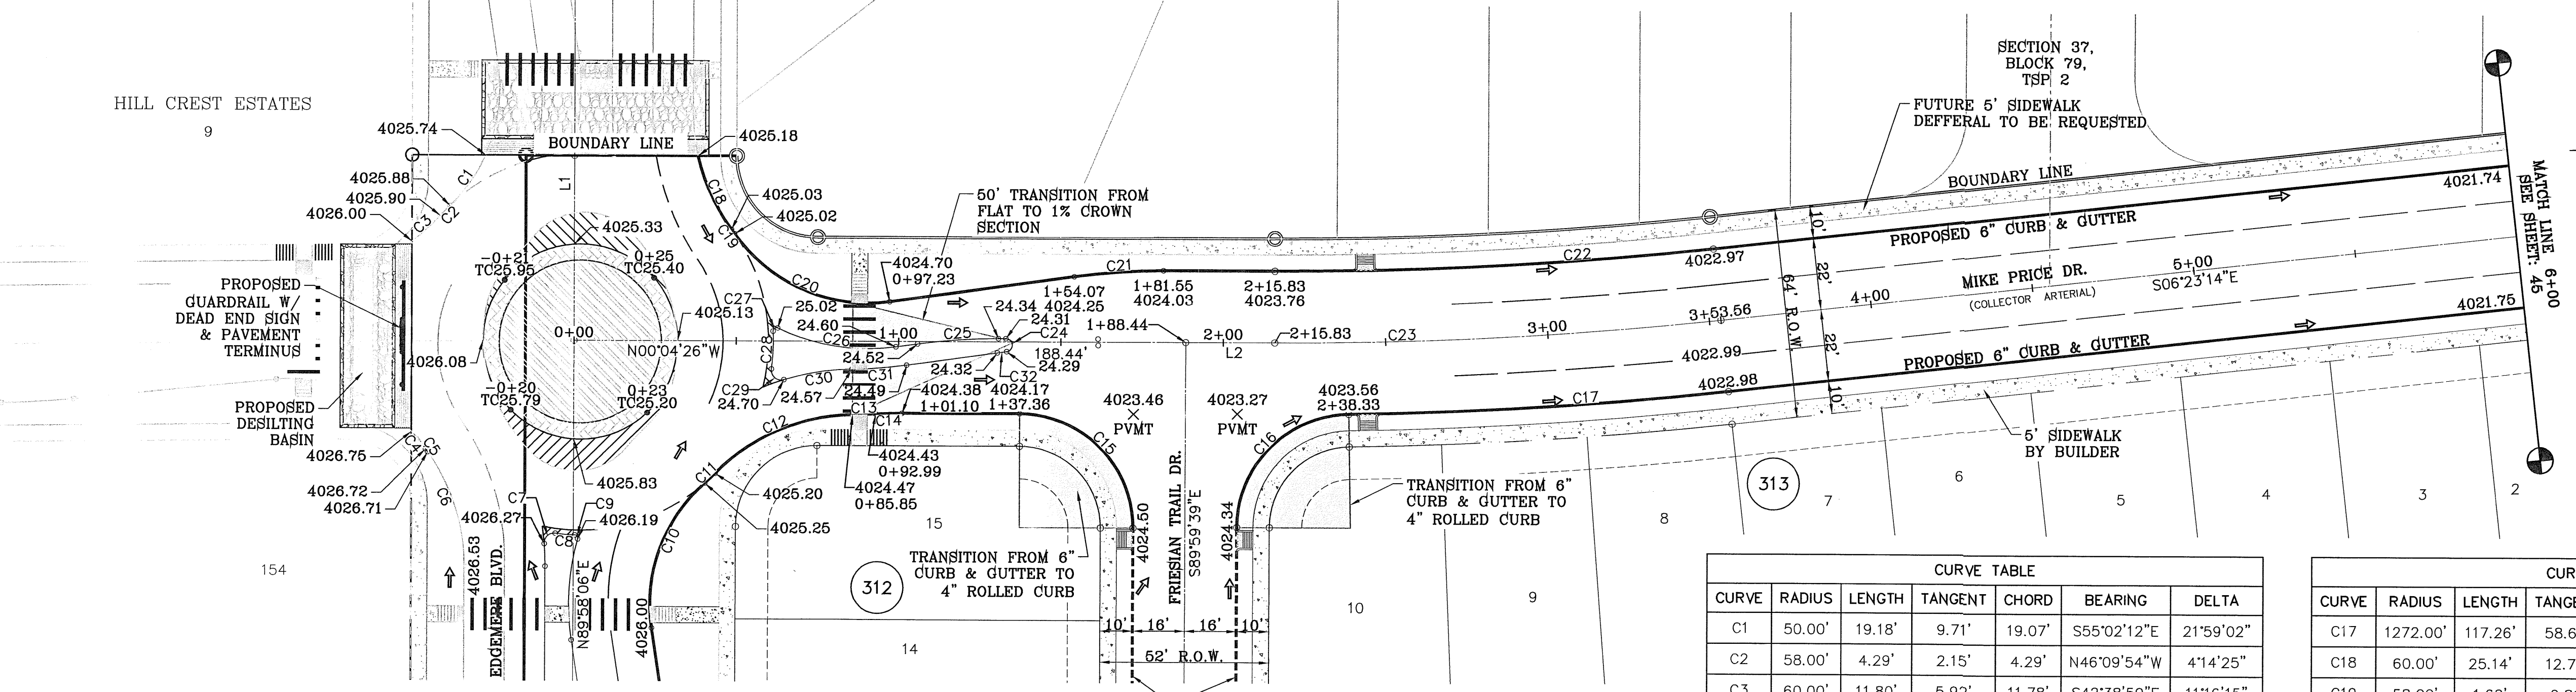 HILL CREST ESTATES
9
4025.74
BOUNDARY LINE
4025.18
4025.88
4025.90
4026.00
C1
C2
C3
L1
C18
4025.03
4025.02
C19
C20
50' TRANSITION FROM
FLAT TO 1% CROWN
SECTION
4025.33
-0+21
TC25.95
0+25
TC25.40
PROPOSED
GUARDRAIL W/
DEAD END SIGN
& PAVEMENT
TERMINUS
0+00
N00°04'26"W
4025.13
4026.08
-0+20
TC25.79
0+23
TC25.20
PROPOSED
DESILTING
BASIN
4026.75
4026.72
4026.71
C4
C5
C6
154
4025.83
C7
C8
C9
4026.27
4026.19
4026.53
EDGEMERE BLVD.
N89°58'06"E
4026.00
C10
C11
C12
4025.20
4025.25
C27
C28
C29
25.02
24.60
24.52
C26
C25
1+00
4024.70
0+97.23
24.34
24.31
C24
188.44'
24.32
24.29
C32
C30
C31
24.70
24.57
24.49
C13
C14
4024.38
1+01.10
4024.17
1+37.36
4024.43
0+92.99
4024.47
0+85.85
1+54.07
4024.25
C21
1+81.55
4024.03
2+15.83
4023.76
1+88.44
2+00
L2
2+15.83
C23
3+00
3+53.56
4+00
C22
4022.97
4022.99
4022.98
C17
4023.46
PVMT
4023.27
PVMT
4023.56
2+38.33
C15
C16
15
312
14
TRANSITION FROM 6"
CURB & GUTTER TO
4" ROLLED CURB
4024.50
FRIESIAN TRAIL DR.
S89°59'39"E
4024.34
10'
16'
16'
10'
52' R.O.W.
TRANSITION FROM 6"
CURB & GUTTER TO
4" ROLLED CURB
10
9
8
313
7
6
5
4
3
2
5' SIDEWALK
BY BUILDER
10'
22'
64' R.O.W.
22'
10'
SECTION 37,
BLOCK 79,
TSP 2
FUTURE 5' SIDEWALK
DEFFERAL TO BE REQUESTED
BOUNDARY LINE
PROPOSED 6" CURB & GUTTER
MIKE PRICE DR.
(COLLECTOR ARTERIAL)
5+00
S06°23'14"E
PROPOSED 6" CURB & GUTTER
4021.74
4021.75
MATCH LINE 6+00
SEE SHEET: 45
CURVE TABLE
CURVE RADIUS LENGTH TANGENT CHORD BEARING DELTA
C1 50.00' 19.18' 9.71' 19.07' S55°02'12"E 21°59'02"
C2 58.00' 4.29' 2.15' 4.29' N46°09'54"W 4°14'25"
C3 60.00' 11.80' 5.92' 11.78'
CURVE RADIUS LENGTH
C17 1272.00' 117.26'
C18 60.00' 25.14'